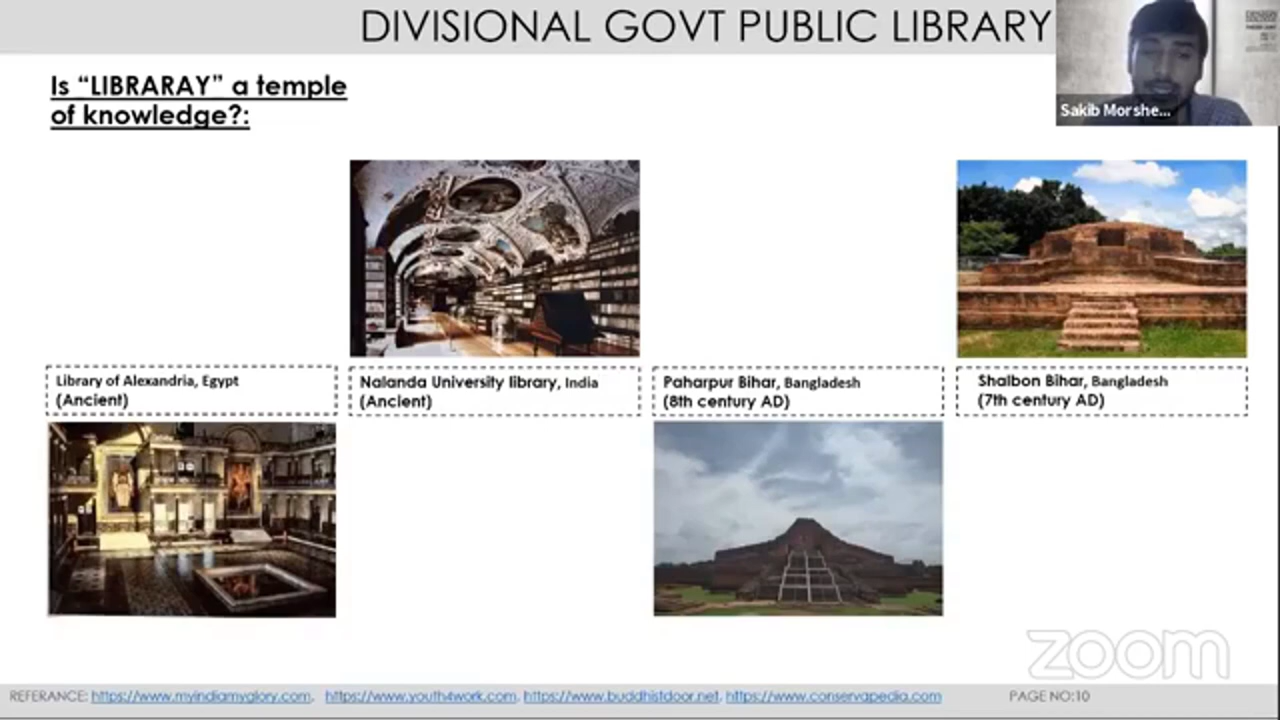 DIVISIONAL GOVT PUBLIC LIBRARY
Sakib Morshe...
Is “LIBRARAY” a temple
of knowledge?:
Library of Alexandria, Egypt
(Ancient)
Nalanda University library, India
(Ancient)
Paharpur Bihar, Bangladesh
(8th century AD)
Shalbon Bihar, Bangladesh
(7th century AD)
zoom
REFERANCE: https://www.myindiamyglory.com, https://www.youth4work.com, https://www.buddhistdoor.net, https://www.conservapedia.com PAGE NO:10